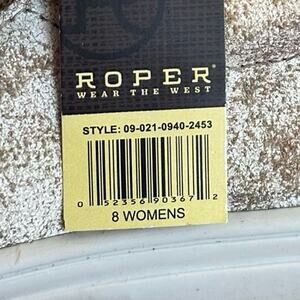 ROPER®
WEAR THE WEST
STYLE: 09-021-0940-2453
0 52356 90367 2
8 WOMENS